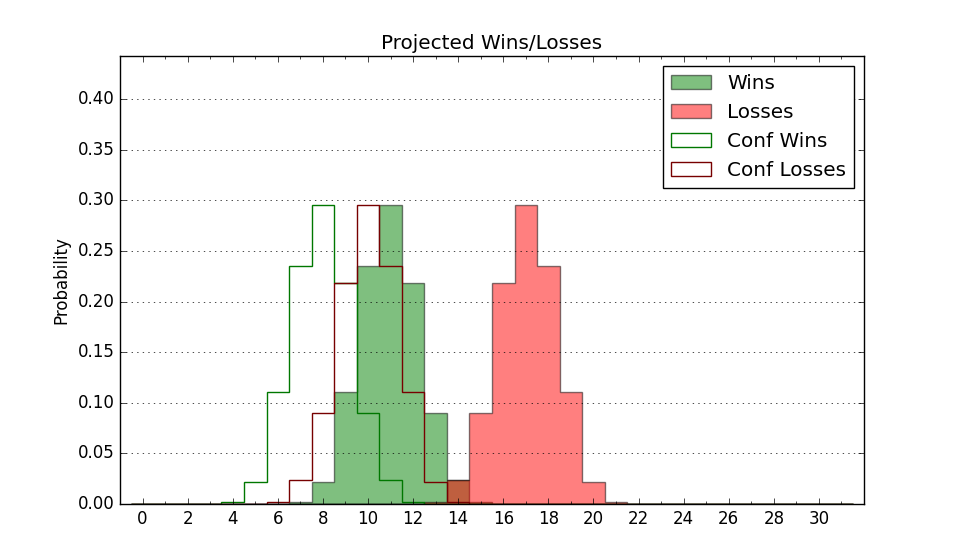 Projected Wins/Losses
Wins
Losses
Conf Wins
Conf Losses
Probability
0.40
0.35
0.30
0.25
0.20
0.15
0.10
0.05
0.00
0 2 4 6 8 10 12 14 16 18 20 22 24 26 28 30